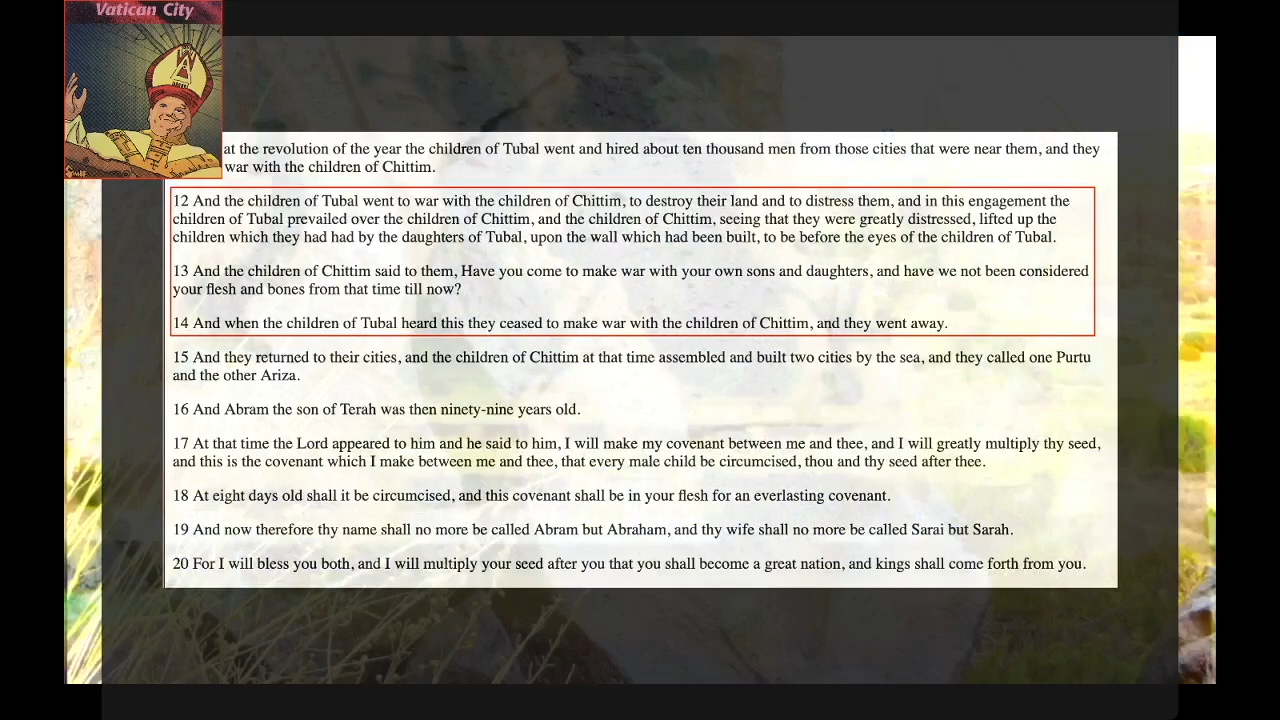 Vatican City
at the revolution of the year the children of Tubal went and hired about ten thousand men from those cities that were near them, and they
war with the children of Chittim.
12 And the children of Tubal went to war with the children of Chittim, to destroy their land and to distress them, and in this engagement the
children of Tubal prevailed over the children of Chittim, and the children of Chittim, seeing that they were greatly distressed, lifted up the
children which they had had by the daughters of Tubal, upon the wall which had been built, to be before the eyes of the children of Tubal.
13 And the children of Chittim said to them, Have you come to make war with your own sons and daughters, and have we not been considered
your flesh and bones from that time till now?
14 And when the children of Tubal heard this they ceased to make war with the children of Chittim, and they went away.
15 And they returned to their cities, and the children of Chittim at that time assembled and built two cities by the sea, and they called one Purtu
and the other Ariza.
16 And Abram the son of Terah was then ninety-nine years old.
17 At that time the Lord appeared to him and he said to him, I will make my covenant between me and thee, and I will greatly multiply thy seed,
and this is the covenant which I make between me and thee, that every male child be circumcised, thou and thy seed after thee.
18 At eight days old shall it be circumcised, and this covenant shall be in your flesh for an everlasting covenant.
19 And now therefore thy name shall no more be called Abram but Abraham, and thy wife shall no more be called Sarai but Sarah.
20 For I will bless you both, and I will multiply your seed after you that you shall become a great nation, and kings shall come forth from you.